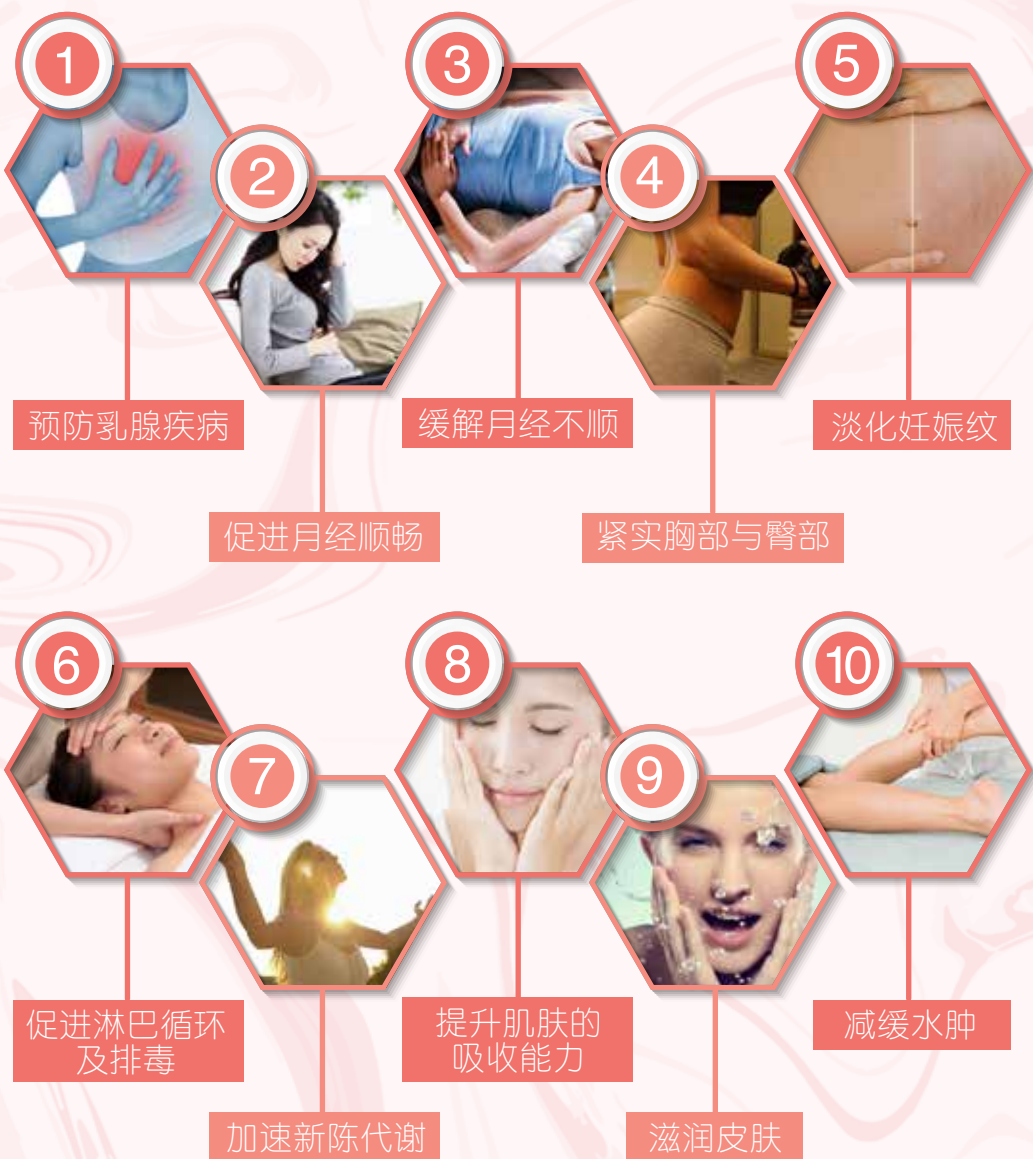 1
预防乳腺疾病
2
促进月经顺畅
3
缓解月经不顺
4
紧实胸部与臀部
5
淡化妊娠纹
6
促进淋巴循环
及排毒
7
加速新陈代谢
8
提升肌肤的
吸收能力
9
滋润皮肤
10
减缓水肿